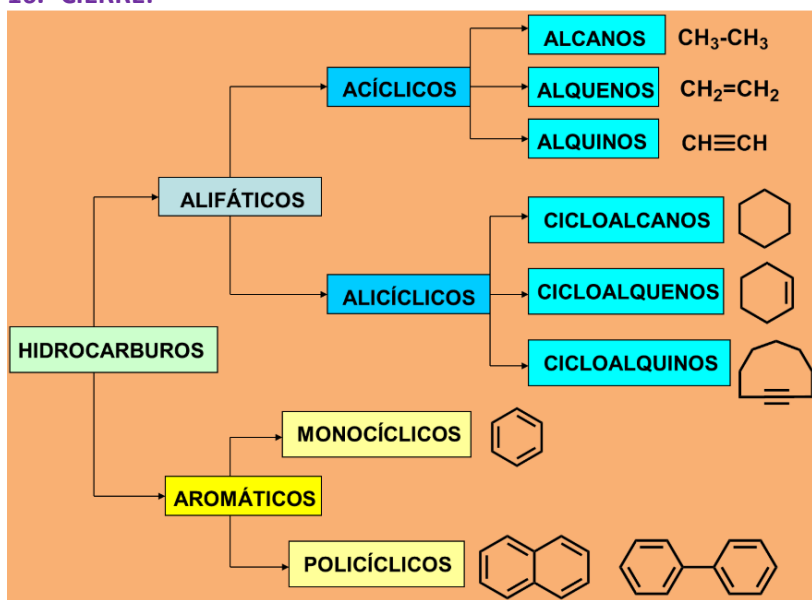 ALCANOS CH₃-CH₃
ACÍCLICOS
ALQUENOS CH₂=CH₂
ALQUINOS CH≡CH
ALIFÁTICOS
CICLOALCANOS
ALICÍCLICOS
CICLOALQUENOS
HIDROCARBUROS
CICLOALQUINOS
MONOCÍCLICOS
AROMÁTICOS
POLICÍCLICOS